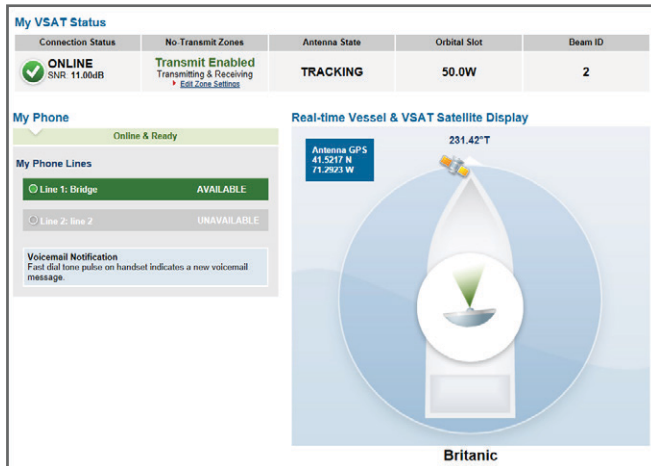 My VSAT Status
Connection Status No-Transmit Zones Antenna State Orbital Slot Beam ID
ONLINE
SNR 11.00dB
Transmit Enabled
Transmitting & Receiving
Edit Zone Settings
TRACKING
50.0W
2
My Phone
Online & Ready
My Phone Lines
Line 1: Bridge AVAILABLE
Line 2: line 2 UNAVAILABLE
Voicemail Notification
Fast dial tone pulse on handset indicates a new voicemail
message.
Real-time Vessel & VSAT Satellite Display
231.42°T
Antenna GPS
41.5217 N
71.2923 W
Britanic